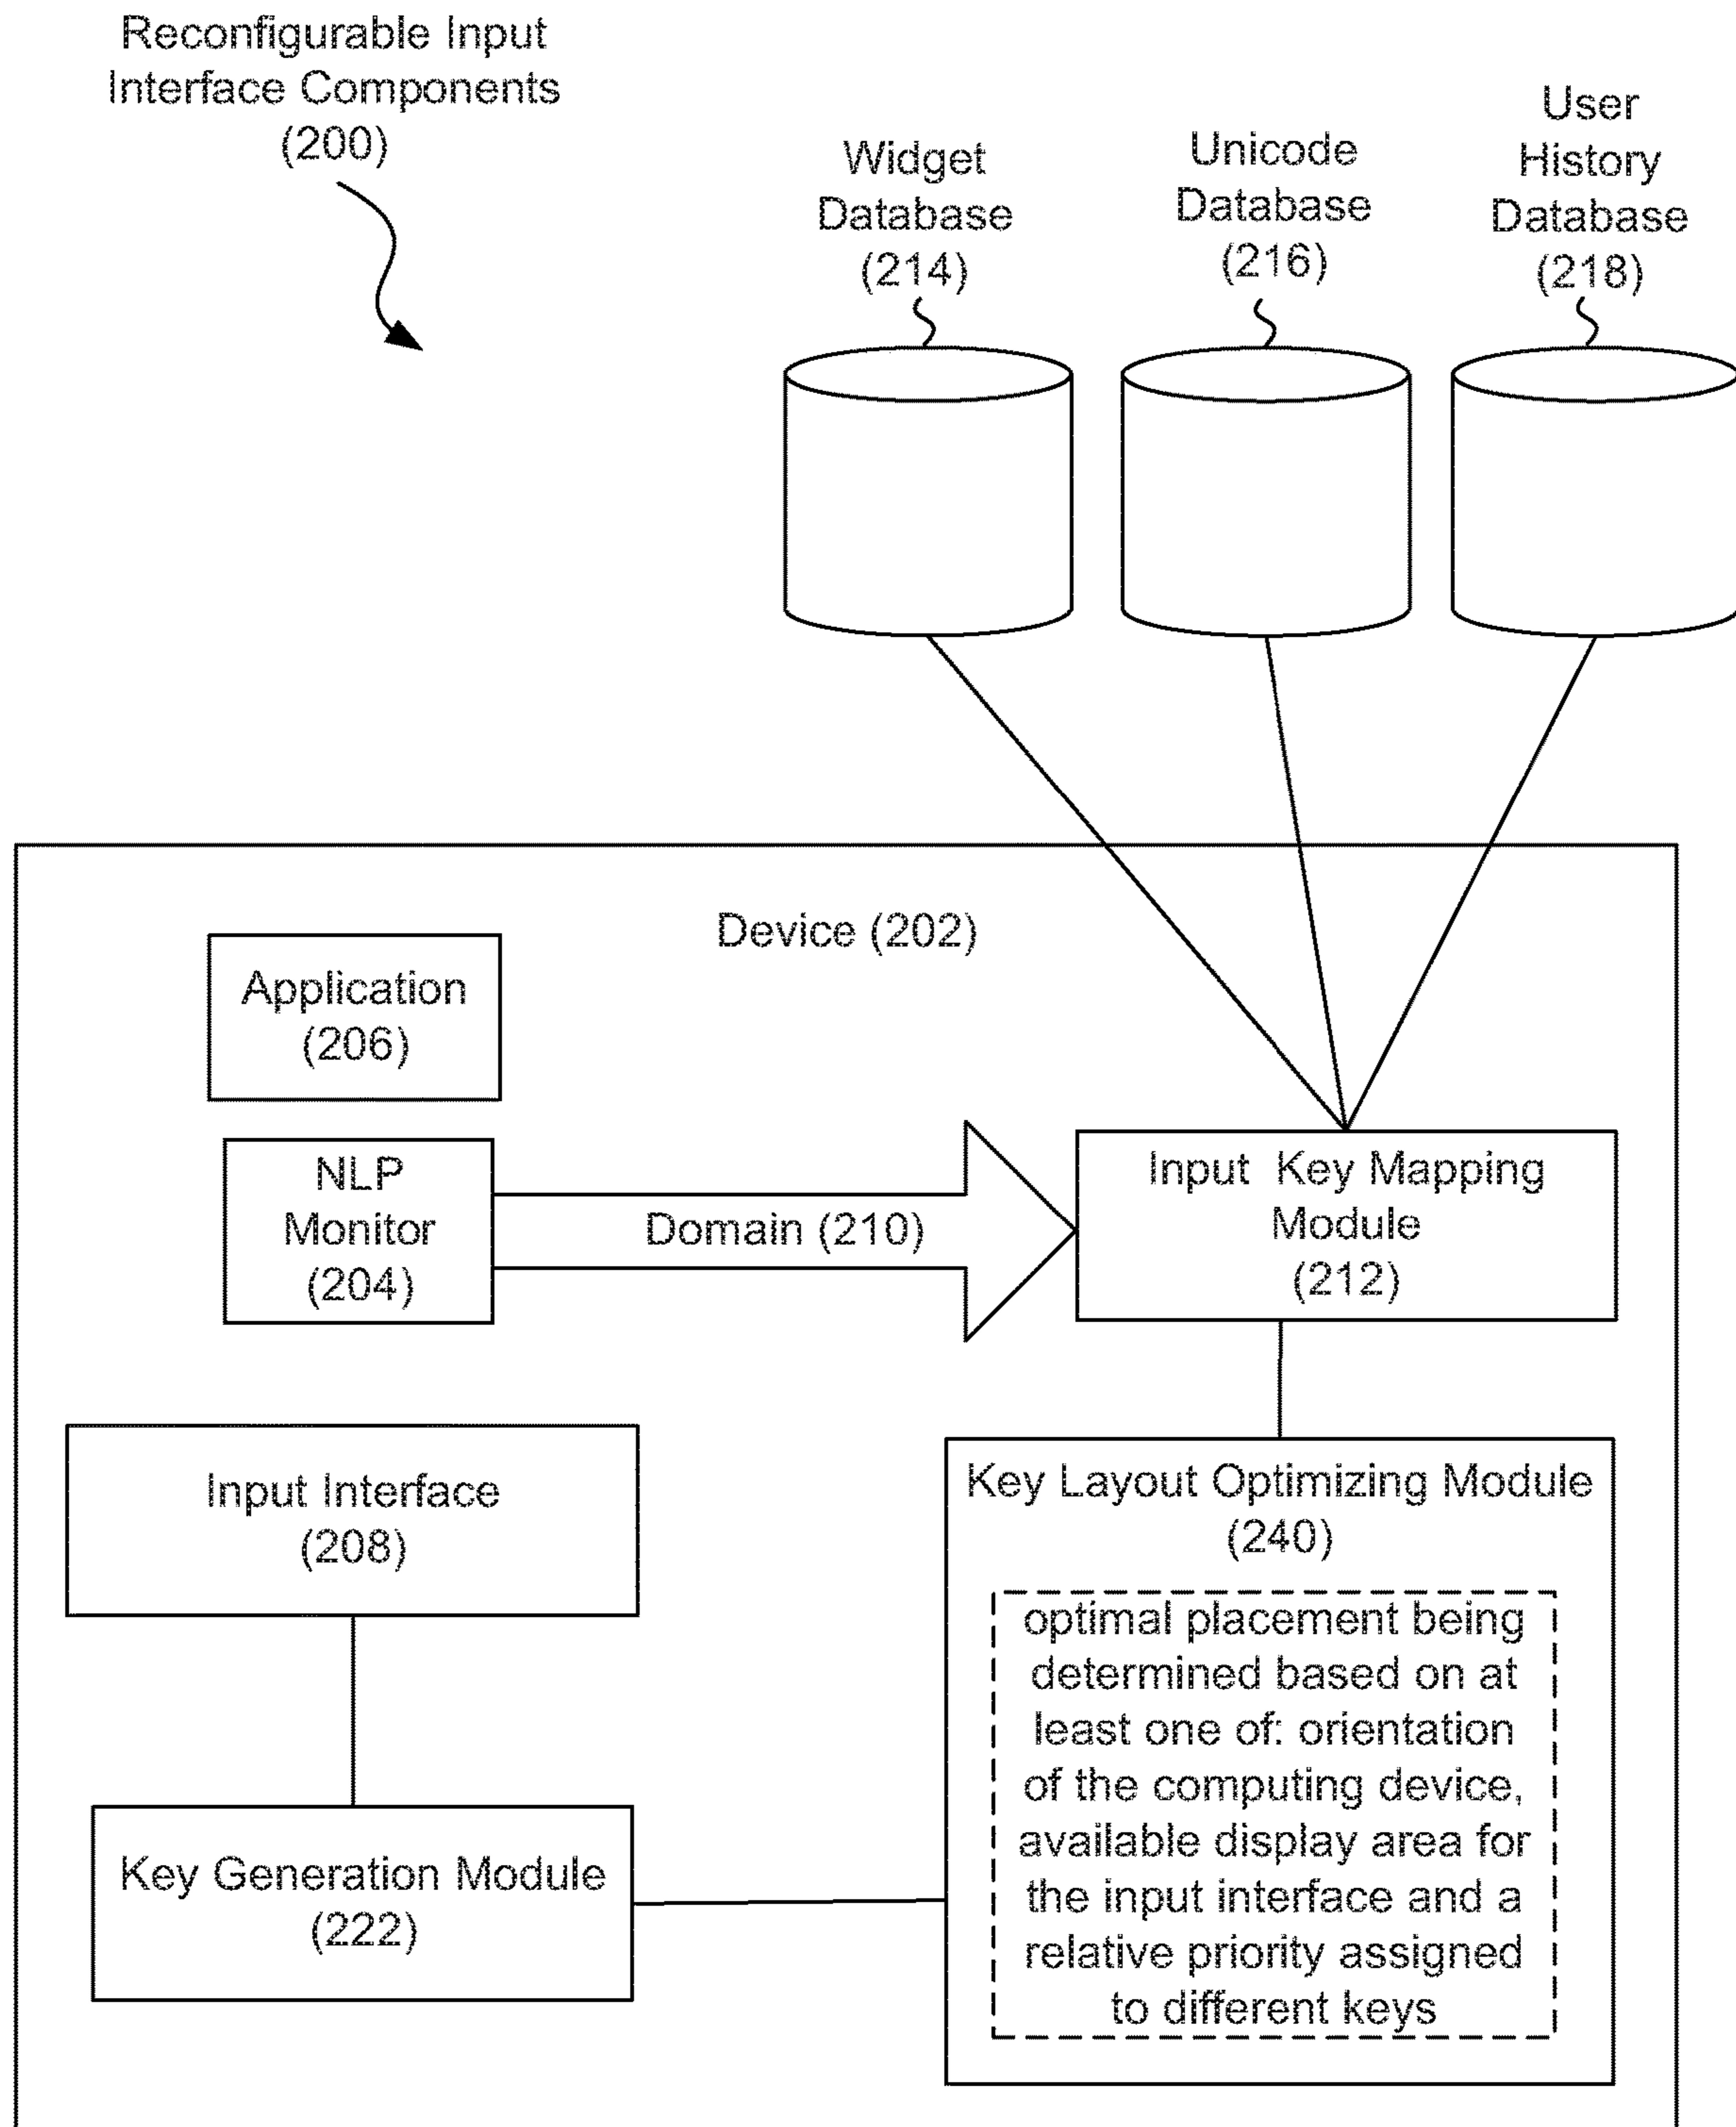 Reconfigurable Input
Interface Components
(200)
Widget
Database
(214)
Unicode
Database
(216)
User
History
Database
(218)
Device (202)
Application
(206)
NLP
Monitor
(204)
Domain (210)
Input Key Mapping
Module
(212)
Input Interface
(208)
Key Layout Optimizing Module
(240)
optimal placement being
determined based on at
least one of: orientation
of the computing device,
available display area for
the input interface and a
relative priority assigned
to different keys
Key Generation Module
(222)